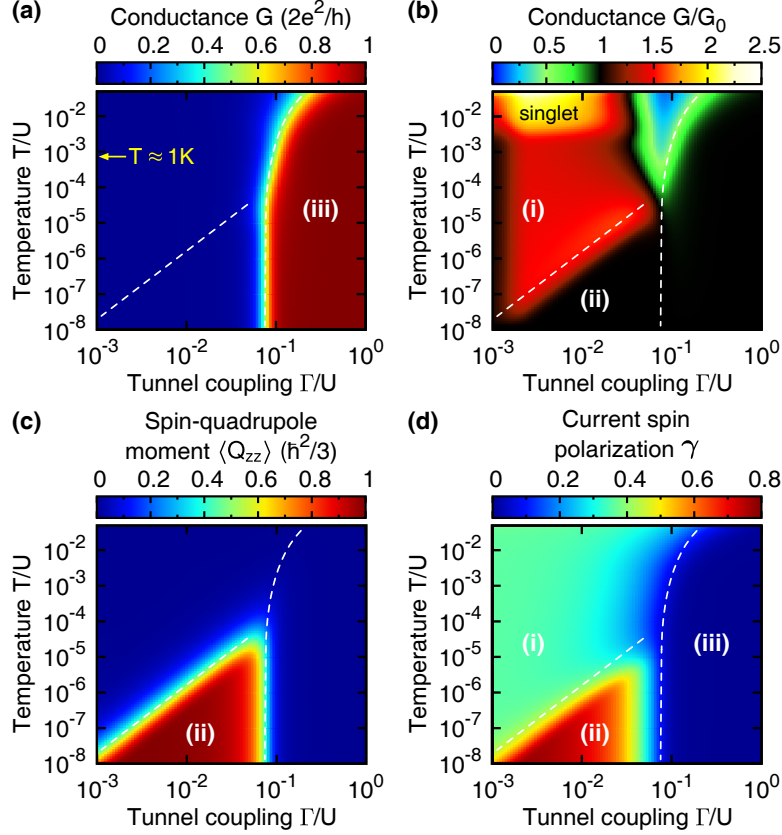 (a)
Conductance G (2e²/h)
0 0.2 0.4 0.6 0.8 1
Temperature T/U
10⁻²
10⁻³
10⁻⁴
10⁻⁵
10⁻⁶
10⁻⁷
10⁻⁸
T ≈ 1K
(iii)
10⁻³ 10⁻² 10⁻¹ 10⁰
Tunnel coupling Γ/U
(b)
Conductance G/G₀
0 0.5 1 1.5 2 2.5
Temperature T/U
10⁻²
10⁻³
10⁻⁴
10⁻⁵
10⁻⁶
10⁻⁷
10⁻⁸
singlet
(i)
(ii)
10⁻³ 10⁻² 10⁻¹ 10⁰
Tunnel coupling Γ/U
(c)
Spin-quadrupole
moment ⟨Q_zz⟩ (ħ²/3)
0 0.2 0.4 0.6 0.8 1
Temperature T/U
10⁻²
10⁻³
10⁻⁴
10⁻⁵
10⁻⁶
10⁻⁷
10⁻⁸
(ii)
10⁻³ 10⁻² 10⁻¹ 10⁰
Tunnel coupling Γ/U
(d)
Current spin
polarization γ
0 0.2 0.4 0.6 0.8
Temperature T/U
10⁻²
10⁻³
10⁻⁴
10⁻⁵
10⁻⁶
10⁻⁷
10⁻⁸
(i)
(iii)
(ii)
10⁻³ 10⁻² 10⁻¹ 10⁰
Tunnel coupling Γ/U